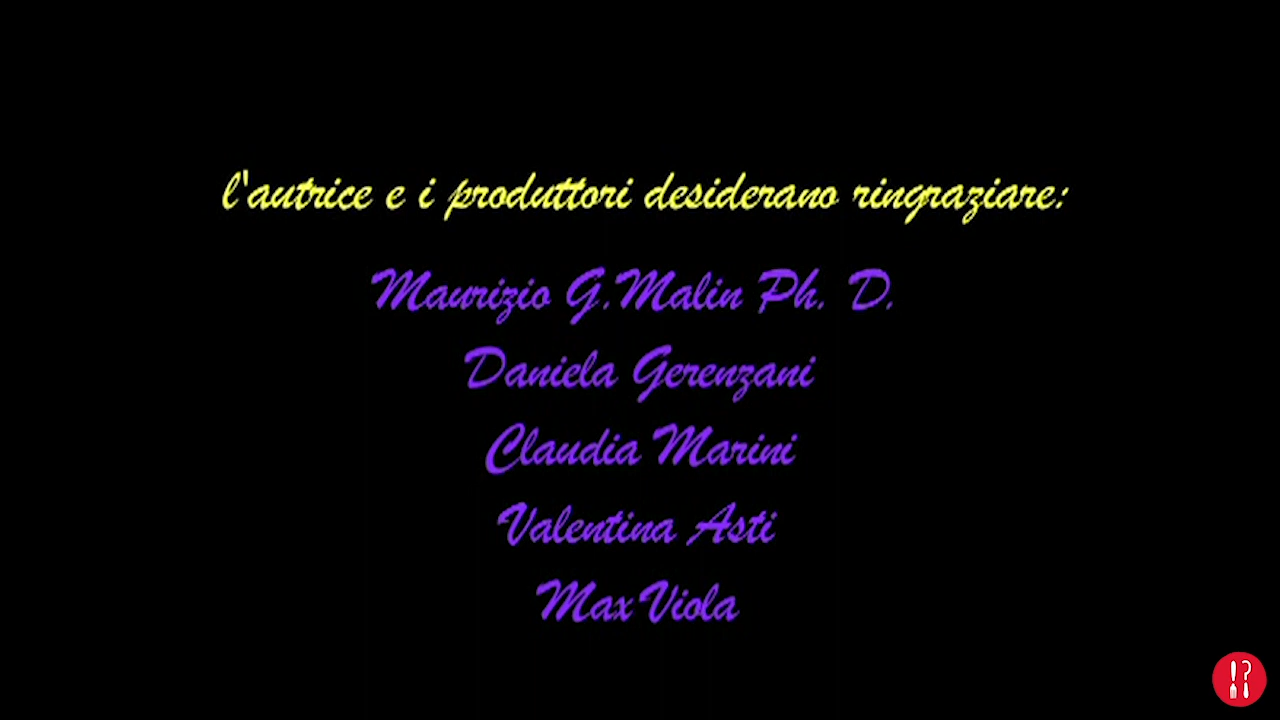 l'autrice e i produttori desiderano ringraziare:
Maurizio G.Malin Ph. D.
Daniela Gerenzani
Claudia Marini
Valentina Asti
Max Viola